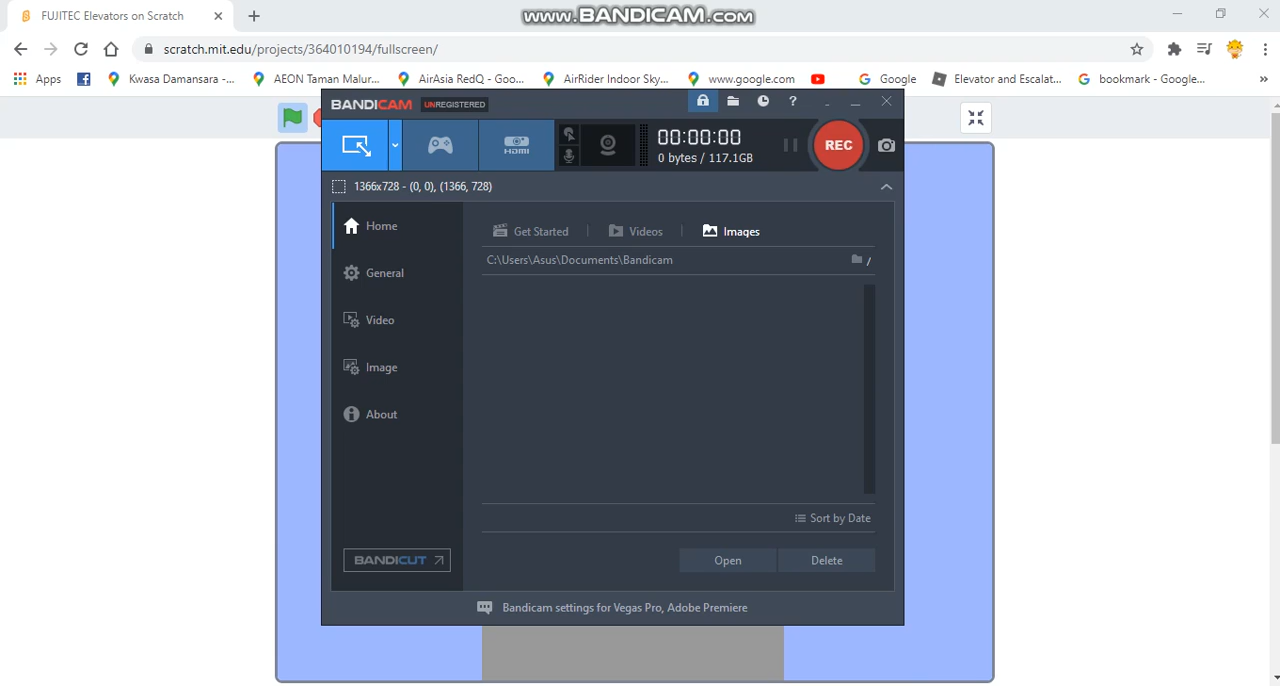 FUJITEC Elevators on Scratch
www.BANDICAM.com
scratch.mit.edu/projects/364010194/fullscreen/
Apps Kwasa Damansara -... AEON Taman Malur... AirAsia RedQ - Goo... AirRider Indoor Sky... www.google.com Google Elevator and Escalat... bookmark - Google... »
BANDICAM UNREGISTERED ?
HDMI 00:00:00 REC
0 bytes / 117.1GB
1366x728 - (0, 0), (1366, 728)
Home
General
Video
Image
About
BANDICUT
Get Started Videos Images
C:\Users\Asus\Documents\Bandicam /
Sort by Date
Open Delete
Bandicam settings for Vegas Pro, Adobe Premiere